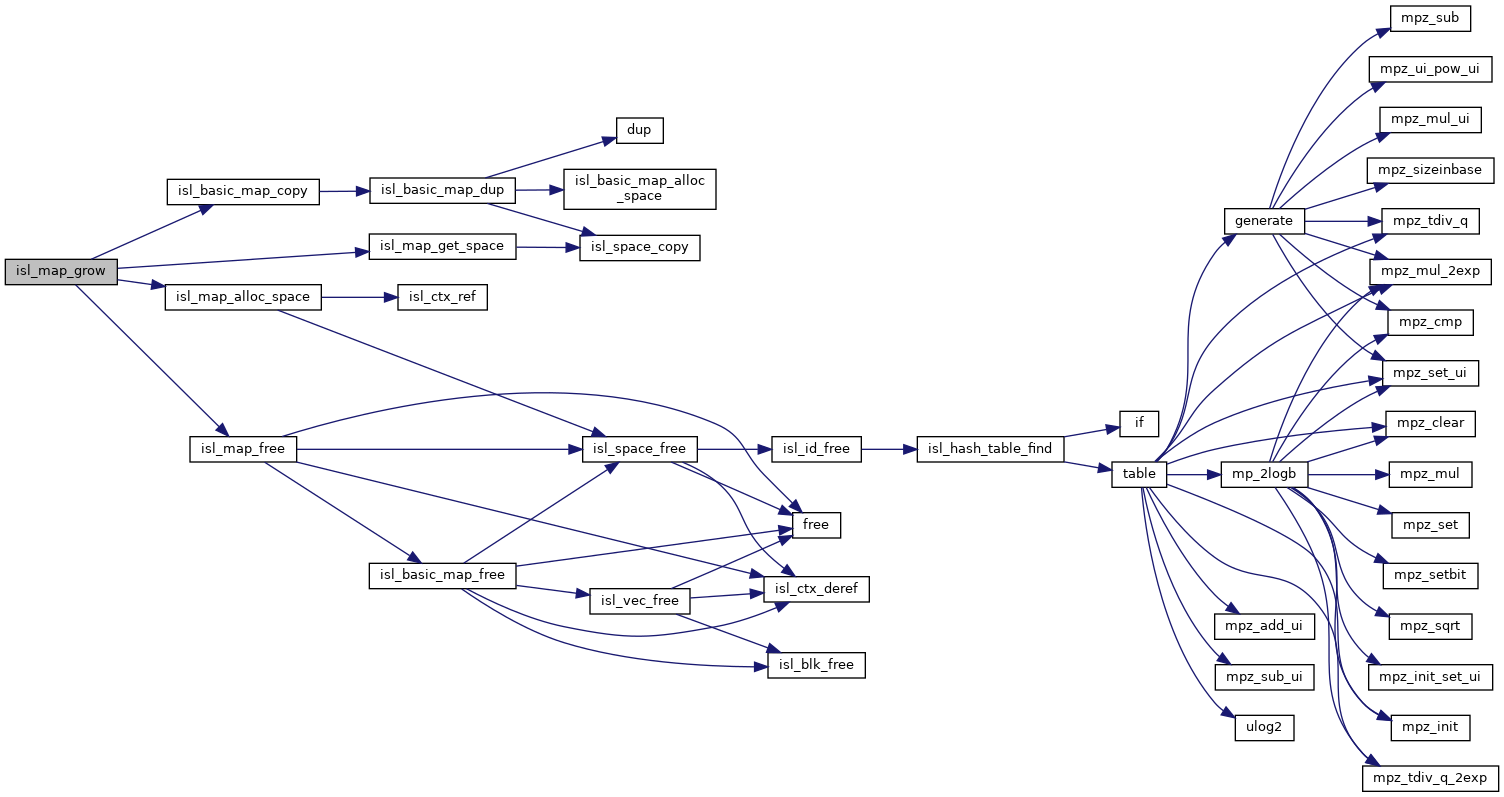 isl_map_grow
isl_basic_map_copy
isl_map_get_space
isl_map_alloc_space
isl_map_free
isl_basic_map_dup
isl_ctx_ref
isl_basic_map_free
dup
isl_basic_map_alloc
_space
isl_space_copy
isl_space_free
isl_vec_free
isl_id_free
free
isl_ctx_deref
isl_blk_free
isl_hash_table_find
if
table
generate
mp_2logb
mpz_add_ui
mpz_sub_ui
ulog2
mpz_sub
mpz_ui_pow_ui
mpz_mul_ui
mpz_sizeinbase
mpz_tdiv_q
mpz_mul_2exp
mpz_cmp
mpz_set_ui
mpz_clear
mpz_mul
mpz_set
mpz_setbit
mpz_sqrt
mpz_init_set_ui
mpz_init
mpz_tdiv_q_2exp